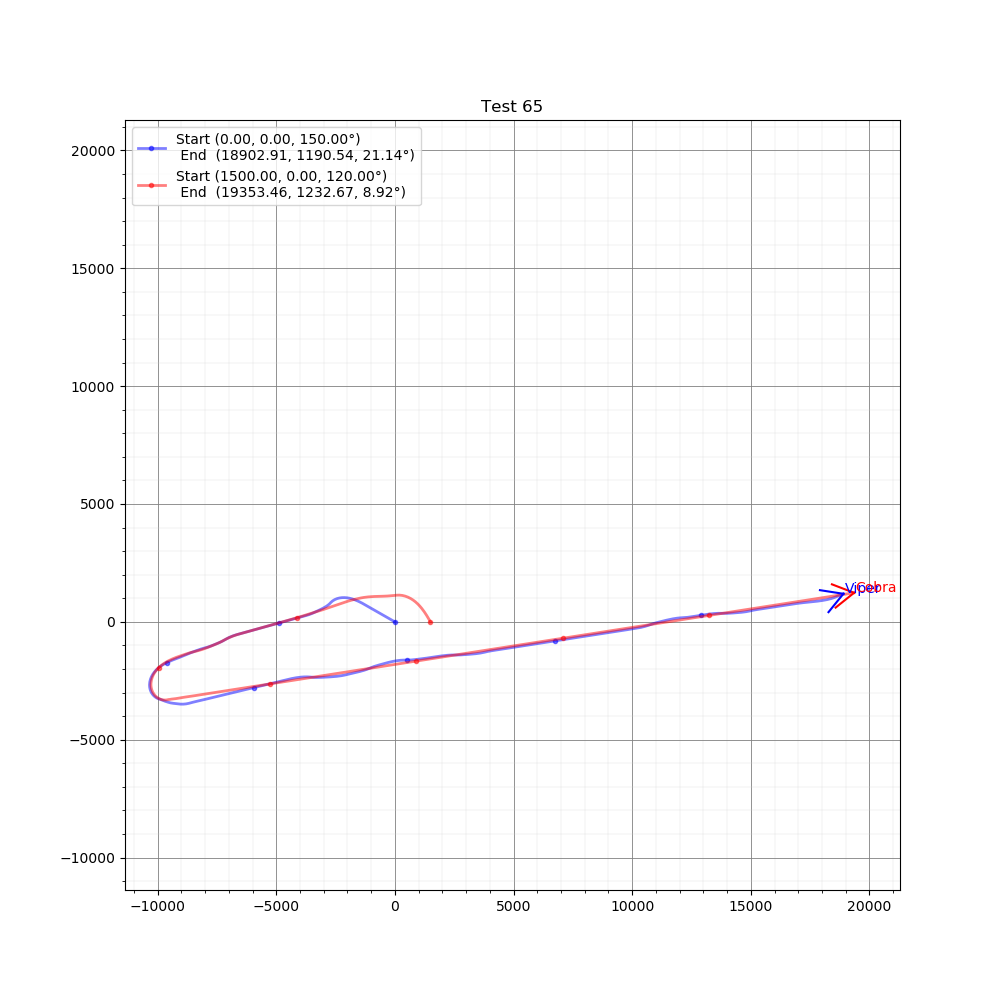 Test 65
Start (0.00, 0.00, 150.00°)
End (18902.91, 1190.54, 21.14°)
Start (1500.00, 0.00, 120.00°)
End (19353.46, 1232.67, 8.92°)
20000
15000
10000
5000
0
−5000
−10000
Viper
Cobra
−10000 −5000 0 5000 10000 15000 20000